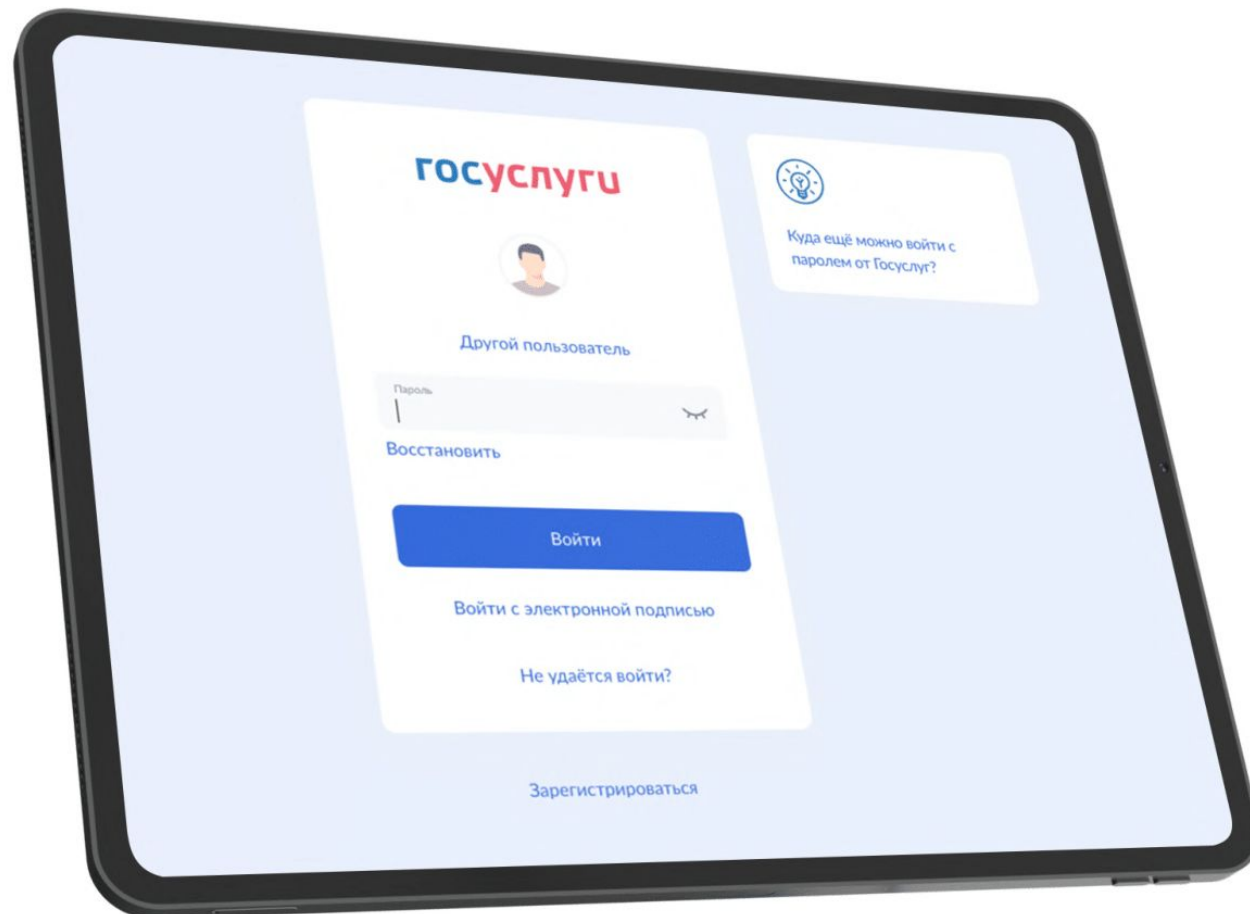 госуслуги
Другой пользователь
Пароль
Восстановить
Войти
Войти с электронной подписью
Не удаётся войти?
Зарегистрироваться
Куда ещё можно войти с
паролем от Госуслуг?